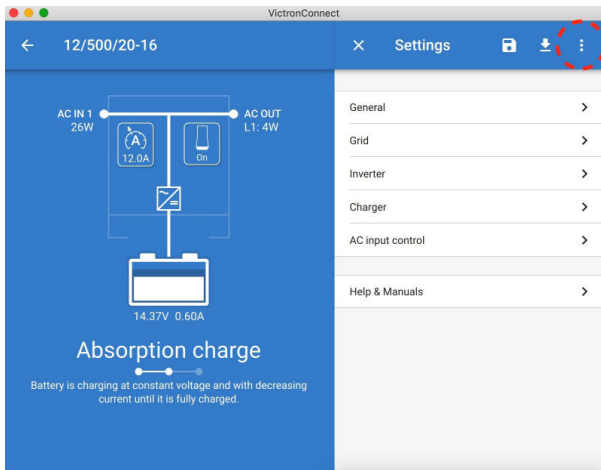 VictronConnect
12/500/20-16
Settings
AC IN 1
26W
AC OUT
L1: 4W
A
12.0A
On
14.37V 0.60A
Absorption charge
Battery is charging at constant voltage and with decreasing
current until it is fully charged.
General
Grid
Inverter
Charger
AC input control
Help & Manuals